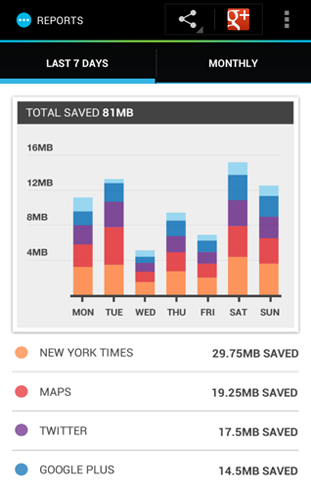 REPORTS
g+
LAST 7 DAYS
MONTHLY
TOTAL SAVED 81MB
16MB
12MB
8MB
4MB
MON TUE WED THU FRI SAT SUN
NEW YORK TIMES 29.75MB SAVED
MAPS 19.25MB SAVED
TWITTER 17.5MB SAVED
GOOGLE PLUS 14.5MB SAVED